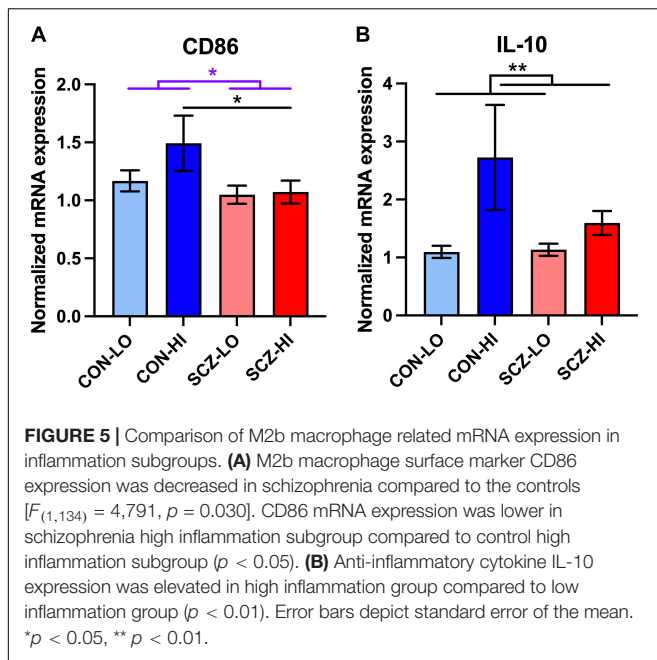 A
CD86
*
*
Normalized mRNA expression
2.0
1.5
1.0
0.5
0.0
CON-LO
CON-HI
SCZ-LO
SCZ-HI
B
IL-10
**
Normalized mRNA expression
4
3
2
1
0
CON-LO
CON-HI
SCZ-LO
SCZ-HI
FIGURE 5 | Comparison of M2b macrophage related mRNA expression in
inflammation subgroups. (A) M2b macrophage surface marker CD86
expression was decreased in schizophrenia compared to the controls
[F(1,134) = 4,791, p = 0.030]. CD86 mRNA expression was lower in
schizophrenia high inflammation subgroup compared to control high
inflammation subgroup (p < 0.05). (B) Anti-inflammatory cytokine IL-10
expression was elevated in high inflammation group compared to low
inflammation group (p < 0.01). Error bars depict standard error of the mean.
*p < 0.05, ** p < 0.01.